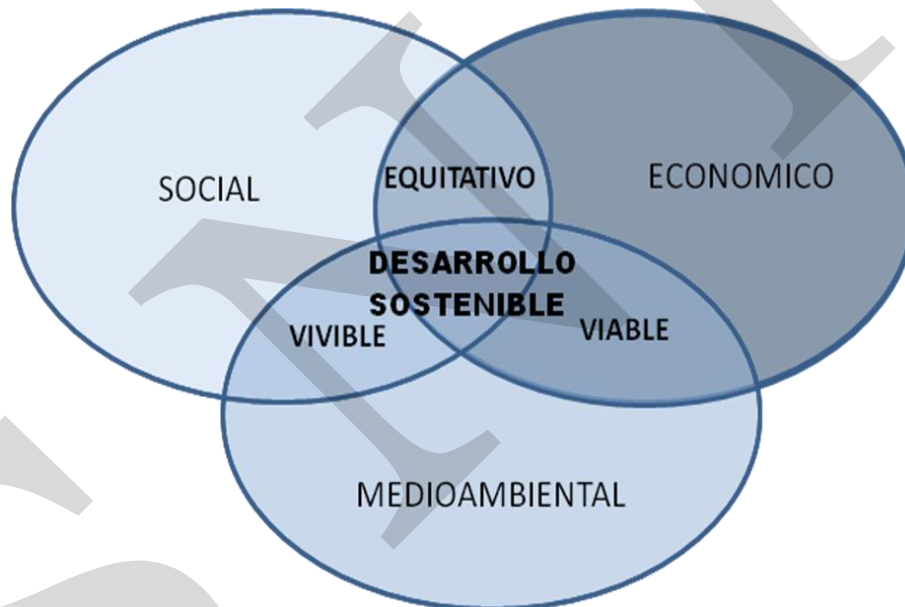 SOCIAL
EQUITATIVO
ECONOMICO
DESARROLLO
SOSTENIBLE
VIVIBLE
VIABLE
MEDIOAMBIENTAL